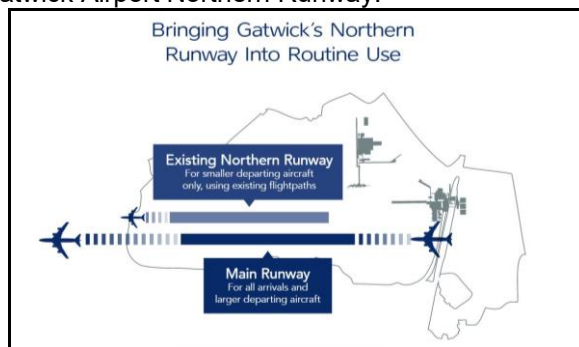 Gatwick Airport Northern Runway.
Bringing Gatwick's Northern
Runway Into Routine Use
Existing Northern Runway
For smaller departing aircraft
only, using existing flightpaths
Main Runway
For all arrivals and
larger departing aircraft